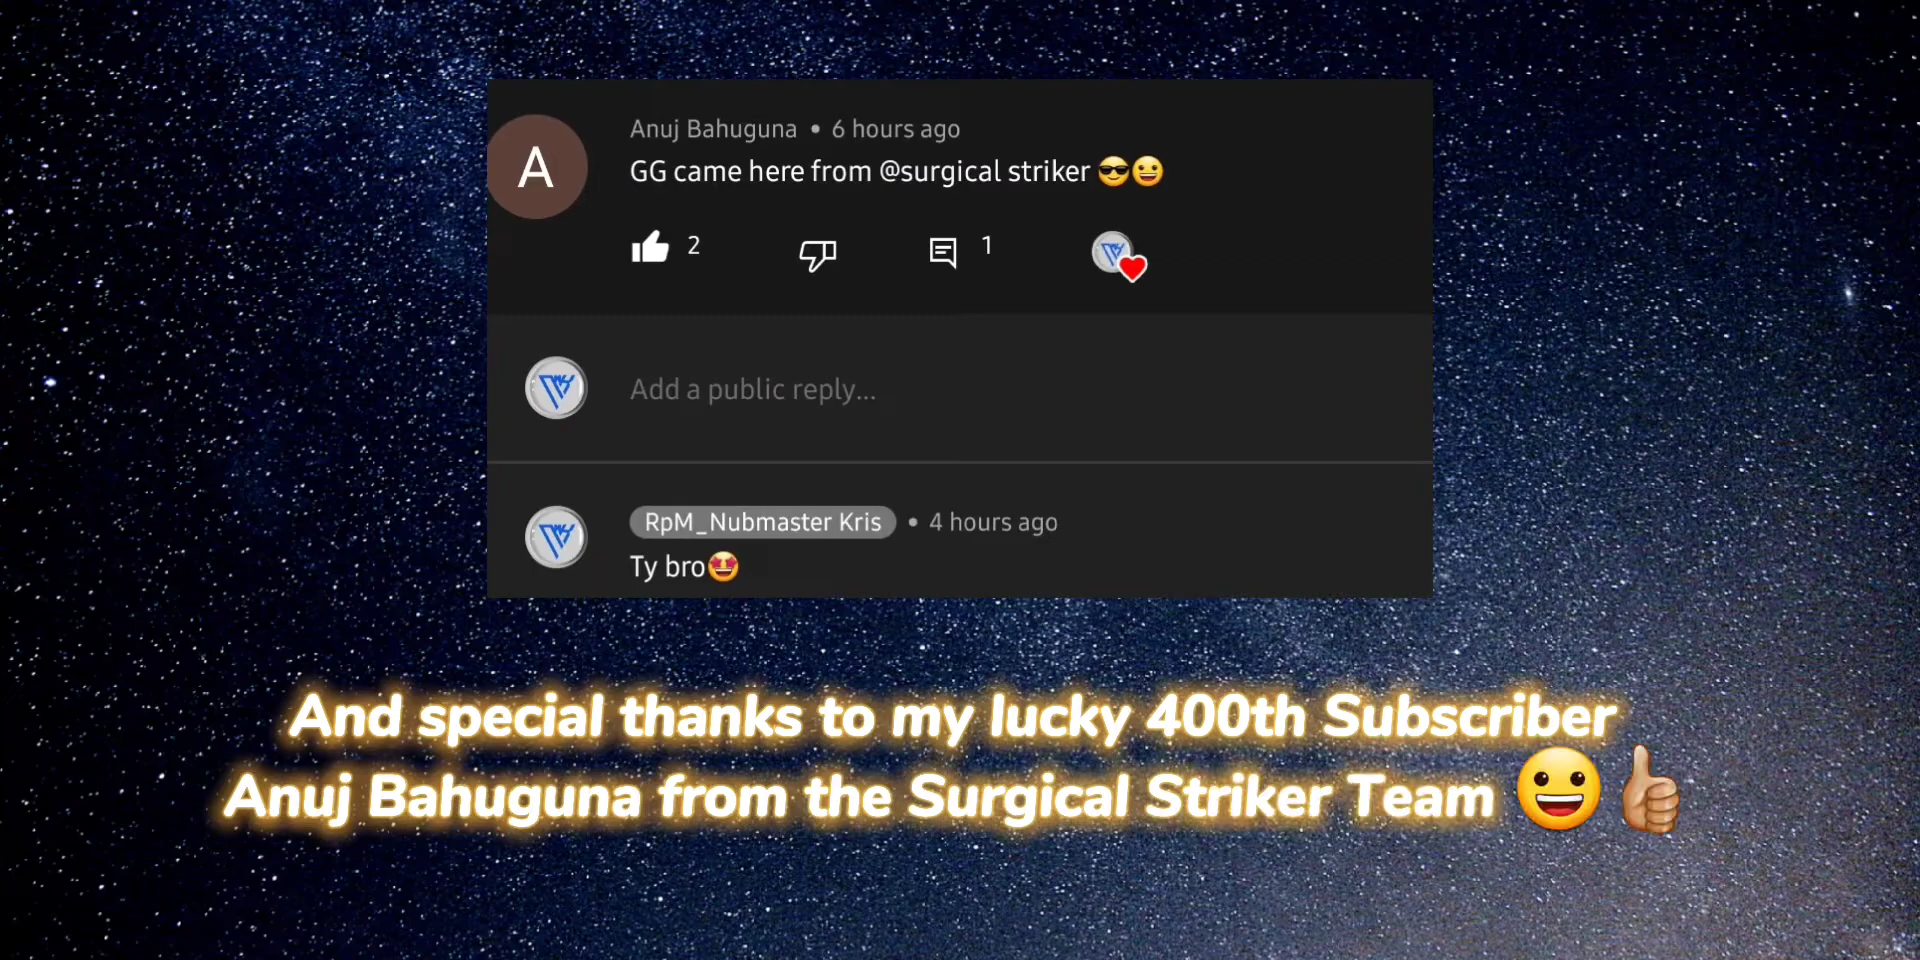 A
Anuj Bahuguna • 6 hours ago
GG came here from @surgical striker 😎😀
2
1
Add a public reply...
RpM_Nubmaster Kris • 4 hours ago
Ty bro🤩
And special thanks to my lucky 400th Subscriber
Anuj Bahuguna from the Surgical Striker Team 😀👍🏽